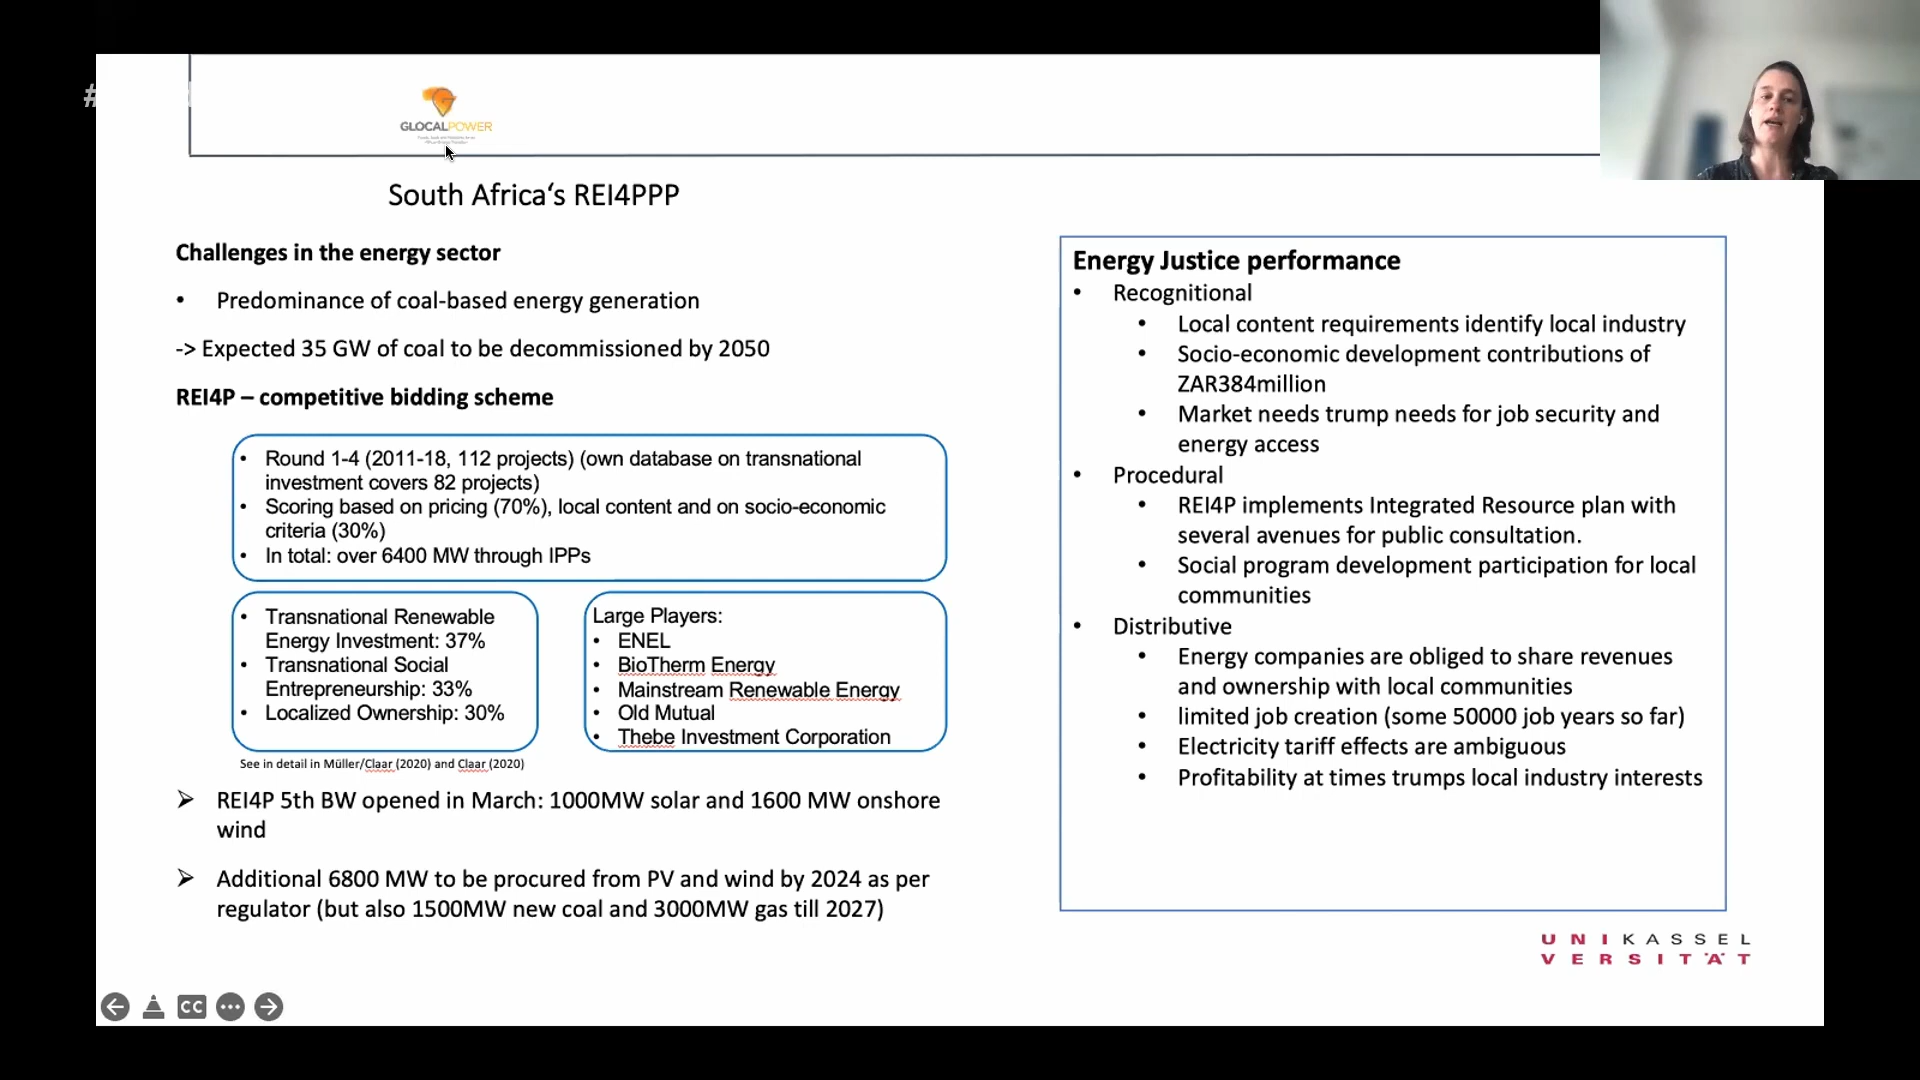 #
GLOCALPOWER
South Africa‘s REI4PPP
Challenges in the energy sector
• Predominance of coal-based energy generation
-> Expected 35 GW of coal to be decommissioned by 2050
REI4P – competitive bidding scheme
• Round 1-4 (2011-18, 112 projects) (own database on transnational
investment covers 82 projects)
• Scoring based on pricing (70%), local content and on socio-economic
criteria (30%)
• In total: over 6400 MW through IPPs
• Transnational Renewable
Energy Investment: 37%
• Transnational Social
Entrepreneurship: 33%
• Localized Ownership: 30%
Large Players:
• ENEL
• BioTherm Energy
• Mainstream Renewable Energy
• Old Mutual
• Thebe Investment Corporation
See in detail in Müller/Claar (2020) and Claar (2020)
➢ REI4P 5th BW opened in March: 1000MW solar and 1600 MW onshore
wind
➢ Additional 6800 MW to be procured from PV and wind by 2024 as per
regulator (but also 1500MW new coal and 3000MW gas till 2027)
Energy Justice performance
• Recognitional
• Local content requirements identify local industry
• Socio-economic development contributions of
ZAR384million
• Market needs trump needs for job security and
energy access
• Procedural
• REI4P implements Integrated Resource plan with
several avenues for public consultation.
• Social program development participation for local
communities
• Distributive
• Energy companies are obliged to share revenues
and ownership with local communities
• limited job creation (some 50000 job years so far)
• Electricity tariff effects are ambiguous
• Profitability at times trumps local industry interests
UNIKASSEL
VERSITÄT
CC